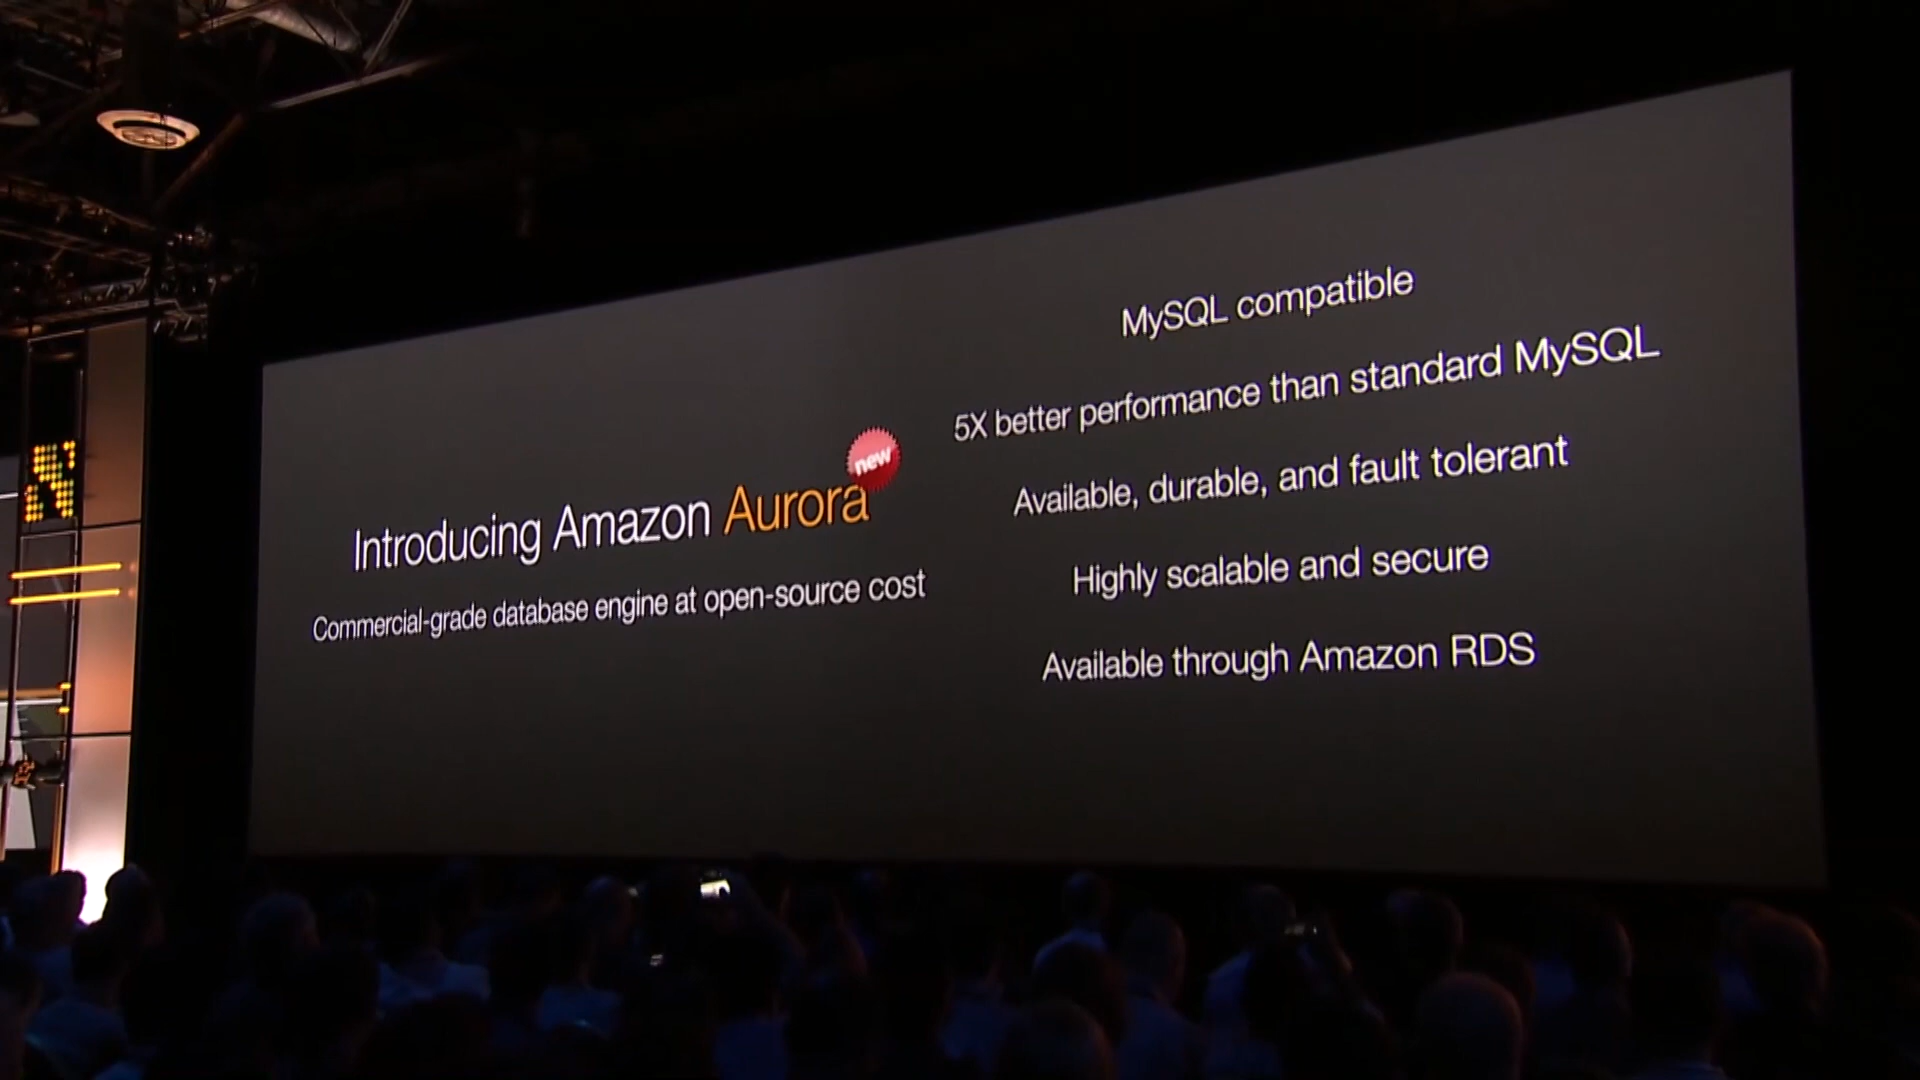 Introducing Amazon Aurora
new
Commercial-grade database engine at open-source cost
MySQL compatible
5X better performance than standard MySQL
Available, durable, and fault tolerant
Highly scalable and secure
Available through Amazon RDS